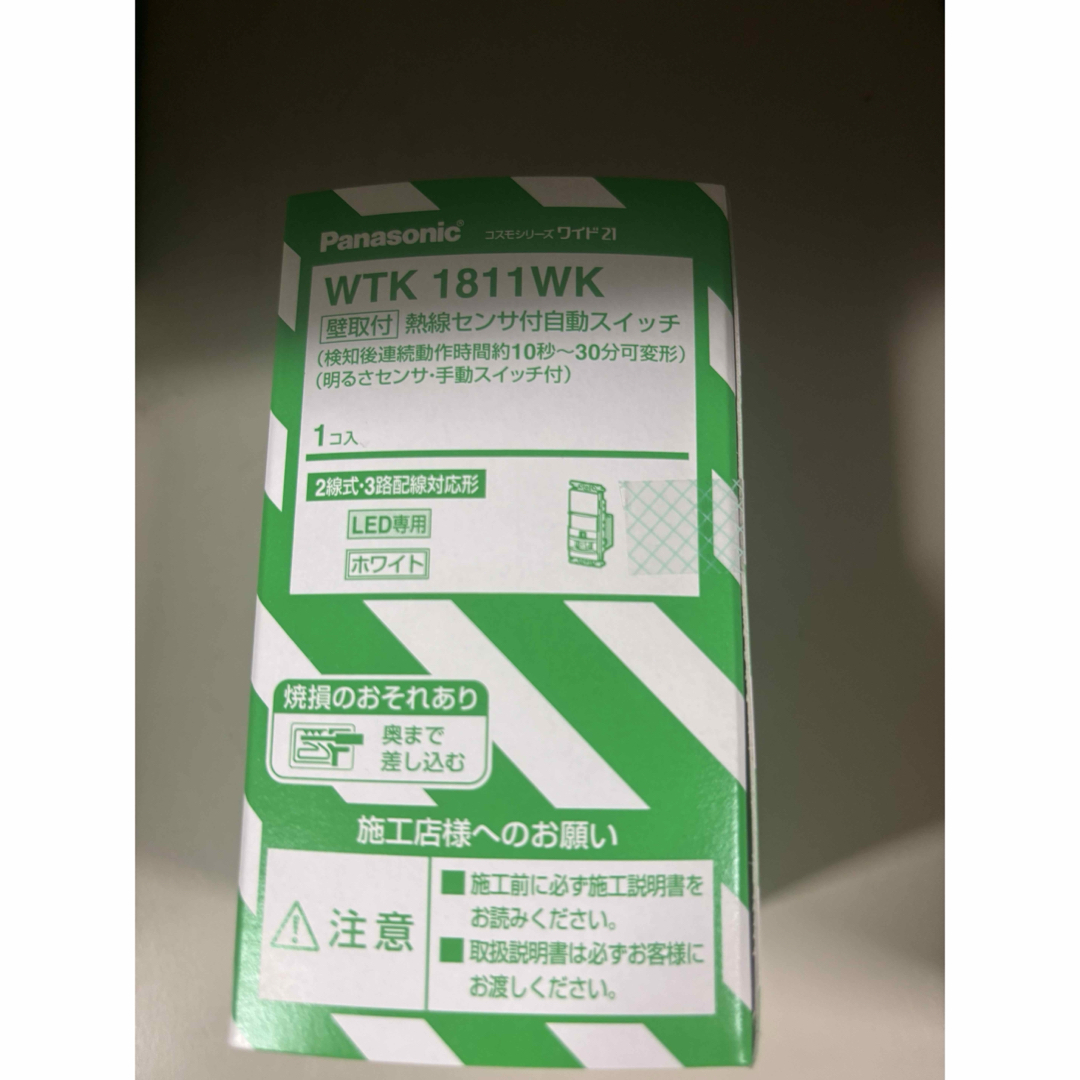 Panasonic® コスモシリーズ ワイド21
WTK 1811WK
壁取付 熱線センサ付自動スイッチ
(検知後連続動作時間約10秒～30分可変形)
(明るさセンサ・手動スイッチ付)
1コ入
2線式・3路配線対応形
LED専用
ホワイト
焼損のおそれあり
奥まで
差し込む
施工店様へのお願い
注意
■施工前に必ず施工説明書を
お読みください。
■取扱説明書は必ずお客様に
お渡しください。